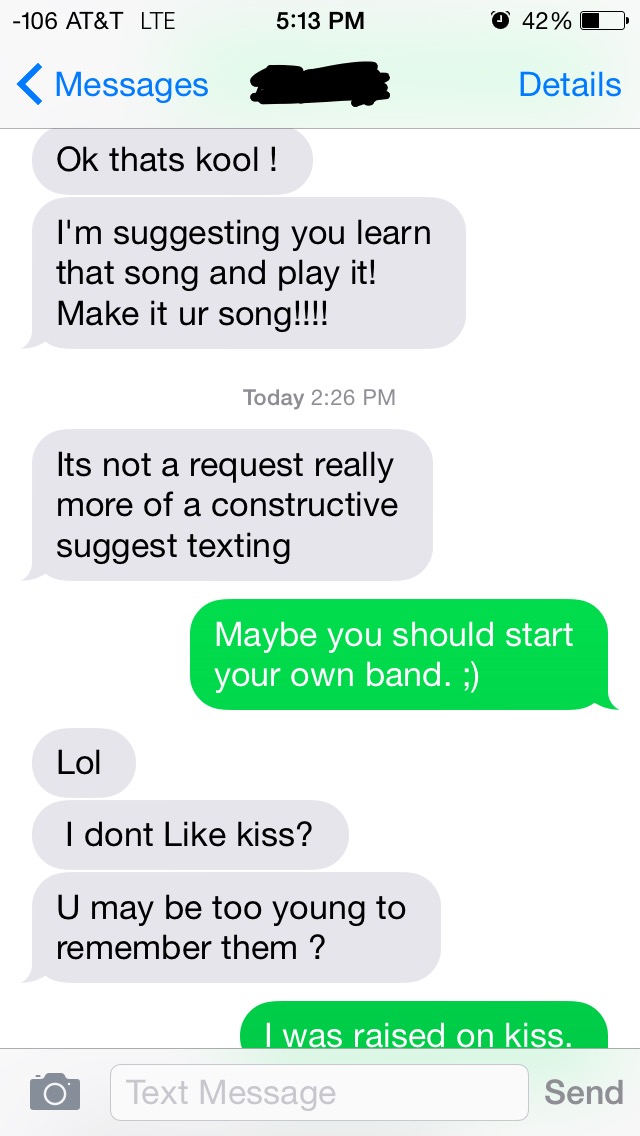 -106 AT&T LTE 5:13 PM 42%
Messages Details
Ok thats kool !
I'm suggesting you learn
that song and play it!
Make it ur song!!!!
Today 2:26 PM
Its not a request really
more of a constructive
suggest texting
Maybe you should start
your own band. ;)
Lol
I dont Like kiss?
U may be too young to
remember them ?
I was raised on kiss.
Text Message Send